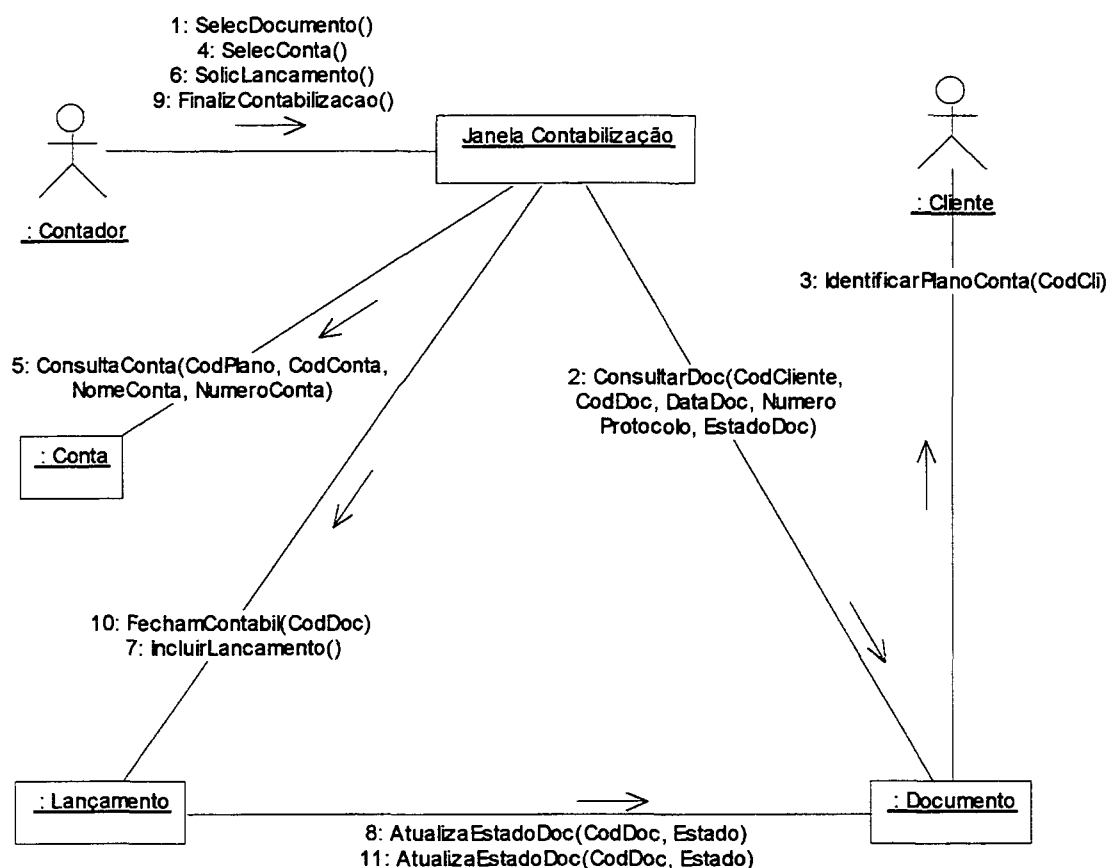 1: SelecDocumento()
4: SelecConta()
6: SolicLancamento()
9: FinalizContabilizacao()
Janela Contabilização
: Contador
: Cliente
3: IdentificarPlanoConta(CodCli)
5: ConsultaConta(CodPlano, CodConta,
NomeConta, NumeroConta)
2: ConsultarDoc(CodCliente,
CodDoc, DataDoc, Numero
Protocolo, EstadoDoc)
: Conta
10: FechamContabil(CodDoc)
7: IncluirLancamento()
: Lançamento
: Documento
8: AtualizaEstadoDoc(CodDoc, Estado)
11: AtualizaEstadoDoc(CodDoc, Estado)